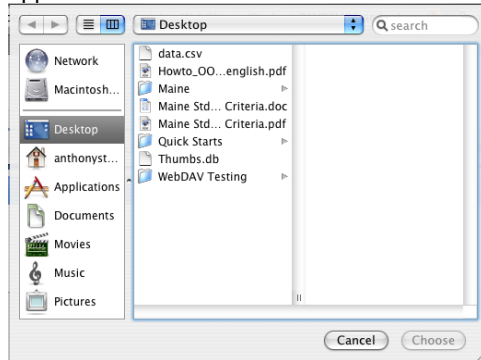 Desktop
search
Network
Macintosh...
Desktop
anthonyst...
Applications
Documents
Movies
Music
Pictures
data.csv
Howto_OO...english.pdf
Maine
Maine Std... Criteria.doc
Maine Std... Criteria.pdf
Quick Starts
Thumbs.db
WebDAV Testing
Cancel
Choose